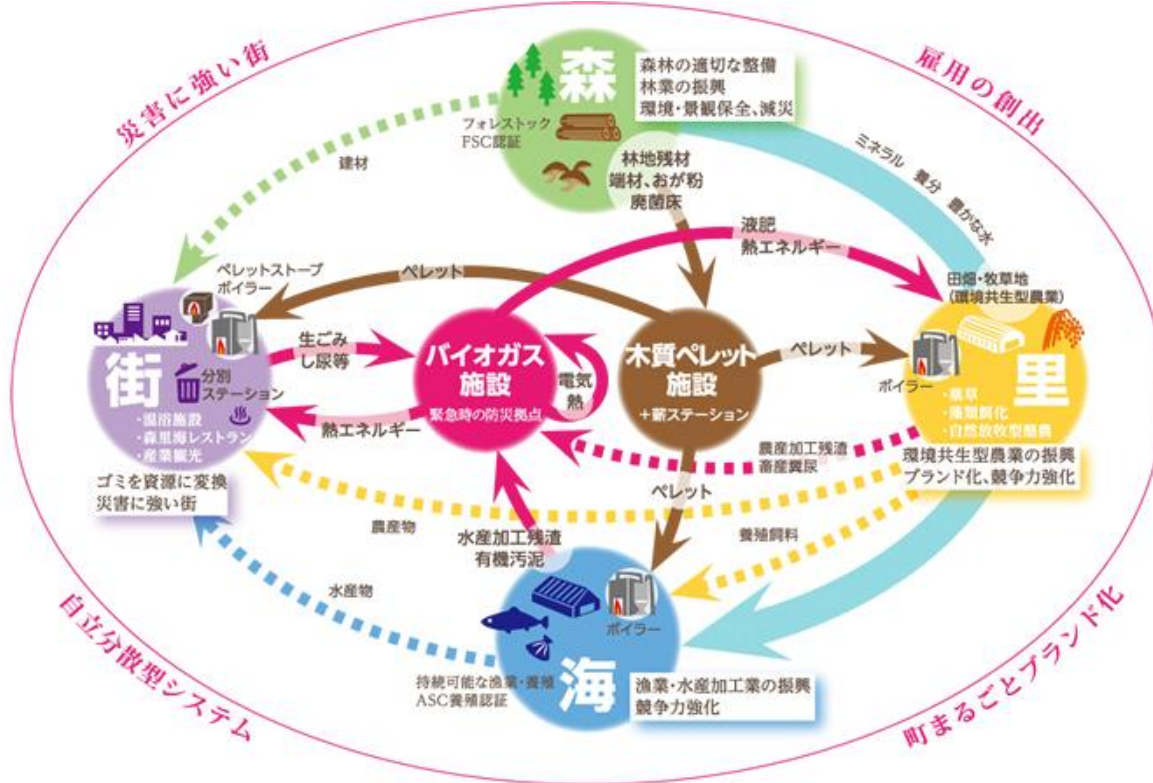 災害に強い街
雇用の創出
森
森林の適切な整備
林業の振興
環境・景観保全、減災
フォレストック
FSC認証
林地残材
端材、おが粉
廃菌床
建材
ミネラル 養分 豊かな水
液肥
熱エネルギー
ペレットストーブ
ボイラー
ペレット
田畑・牧草地
(環境共生型農業)
街
分別
ステーション
・温浴施設
・森里海レストラン
・産業観光
生ごみ
し尿等
熱エネルギー
バイオガス
施設
緊急時の防災拠点
電気
熱
木質ペレット
施設
+薪ステーション
ペレット
ボイラー
里
・薬草
・藻類孵化
・自然放牧型酪農
ゴミを資源に変換
災害に強い街
農産加工残渣
畜産糞尿
環境共生型農業の振興
ブランド化、競争力強化
ペレット
農産物
養殖飼料
水産加工残渣
有機汚泥
水産物
ボイラー
海
持続可能な漁業・養殖
ASC養殖認証
漁業・水産加工業の振興
競争力強化
自立分散型システム
町まるごとブランド化